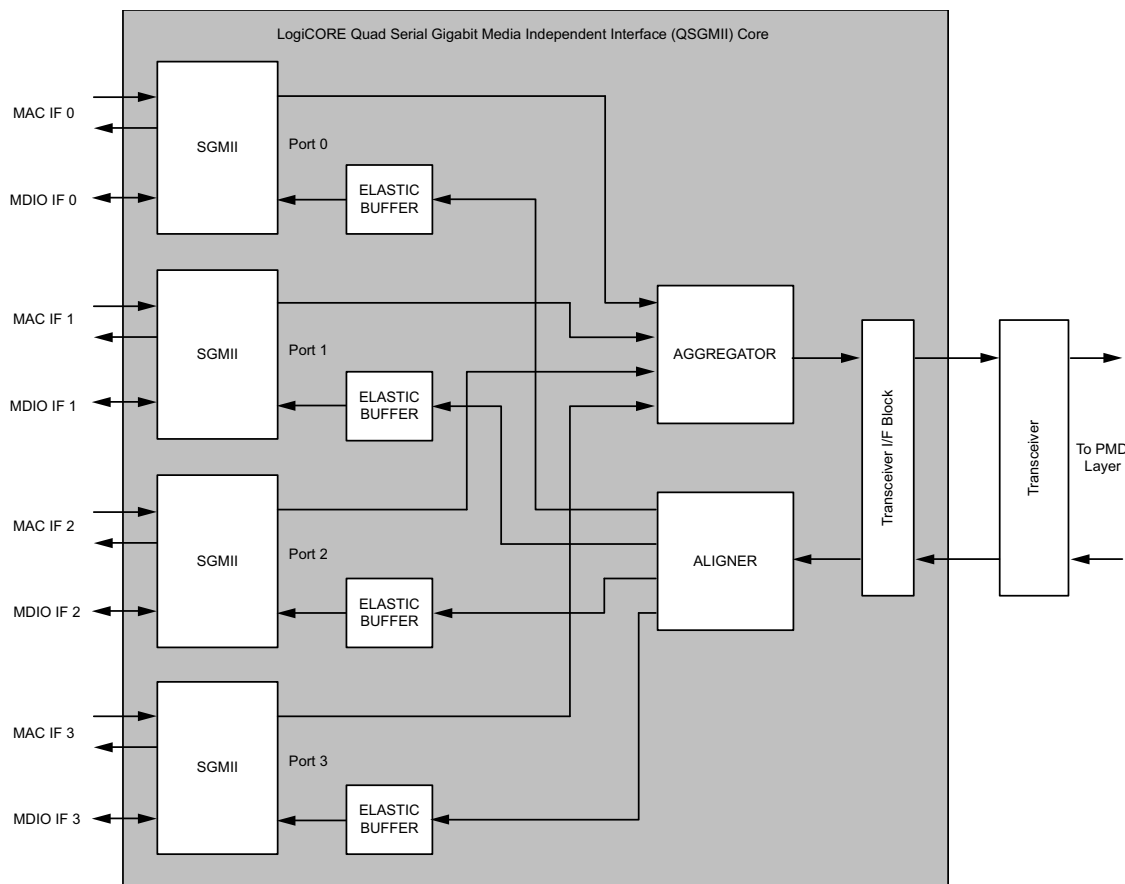 LogiCORE Quad Serial Gigabit Media Independent Interface (QSGMII) Core
MAC IF 0
SGMII
Port 0
MDIO IF 0
ELASTIC
BUFFER
MAC IF 1
SGMII
Port 1
MDIO IF 1
ELASTIC
BUFFER
AGGREGATOR
Transceiver I/F Block
Transceiver
To PMD
Layer
MAC IF 2
SGMII
Port 2
MDIO IF 2
ELASTIC
BUFFER
ALIGNER
MAC IF 3
SGMII
Port 3
MDIO IF 3
ELASTIC
BUFFER